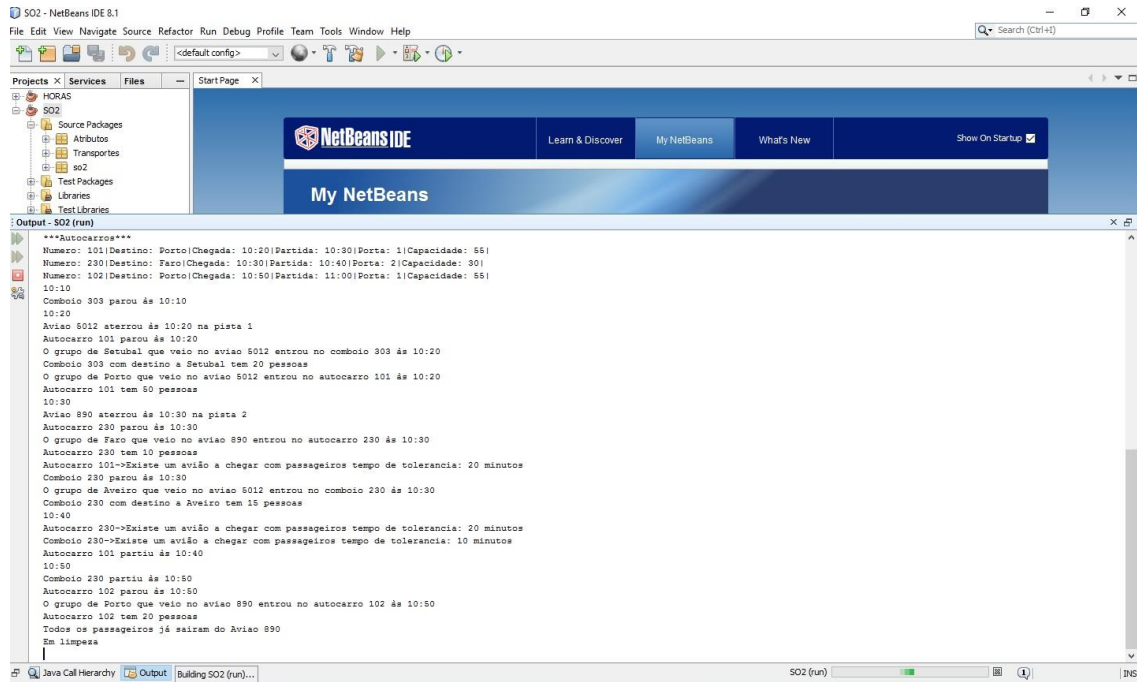 SO2 - NetBeans IDE 8.1
File Edit View Navigate Source Refactor Run Debug Profile Team Tools Window Help
Search (Ctrl+I)
<default config>
Projects Services Files
Start Page
HORAS
SO2
Source Packages
Atributos
Transportes
so2
Test Packages
Libraries
Test Libraries
NetBeans IDE
Learn & Discover
My NetBeans
What's New
Show On Startup
My NetBeans
Output - SO2 (run)
***Autocarros***
Numero: 101|Destino: Porto|Chegada: 10:20|Partida: 10:30|Porta: 1|Capacidade: 55|
Numero: 230|Destino: Faro|Chegada: 10:30|Partida: 10:40|Porta: 2|Capacidade: 30|
Numero: 102|Destino: Porto|Chegada: 10:50|Partida: 11:00|Porta: 1|Capacidade: 55|
10:10
Comboio 303 parou ás 10:10
10:20
Aviao 5012 aterrou ás 10:20 na pista 1
Autocarro 101 parou ás 10:20
O grupo de Setubal que veio no aviao 5012 entrou no comboio 303 ás 10:20
Comboio 303 com destino a Setubal tem 20 pessoas
O grupo de Porto que veio no aviao 5012 entrou no autocarro 101 ás 10:20
Autocarro 101 tem 50 pessoas
10:30
Aviao 890 aterrou ás 10:30 na pista 2
Autocarro 230 parou ás 10:30
O grupo de Faro que veio no aviao 890 entrou no autocarro 230 ás 10:30
Autocarro 230 tem 10 pessoas
Autocarro 101->Existe um avião a chegar com passageiros tempo de tolerancia: 20 minutos
Comboio 230 parou ás 10:30
O grupo de Aveiro que veio no aviao 5012 entrou no comboio 230 ás 10:30
Comboio 230 com destino a Aveiro tem 15 pessoas
10:40
Autocarro 230->Existe um avião a chegar com passageiros tempo de tolerancia: 20 minutos
Comboio 230->Existe um avião a chegar com passageiros tempo de tolerancia: 10 minutos
Autocarro 101 partiu ás 10:40
10:50
Comboio 230 partiu ás 10:50
Autocarro 102 parou ás 10:50
O grupo de Porto que veio no aviao 890 entrou no autocarro 102 ás 10:50
Autocarro 102 tem 20 pessoas
Todos os passageiros já sairam do Aviao 890
Em limpeza
Java Call Hierarchy Output Building SO2 (run)...
SO2 (run)
1
INS